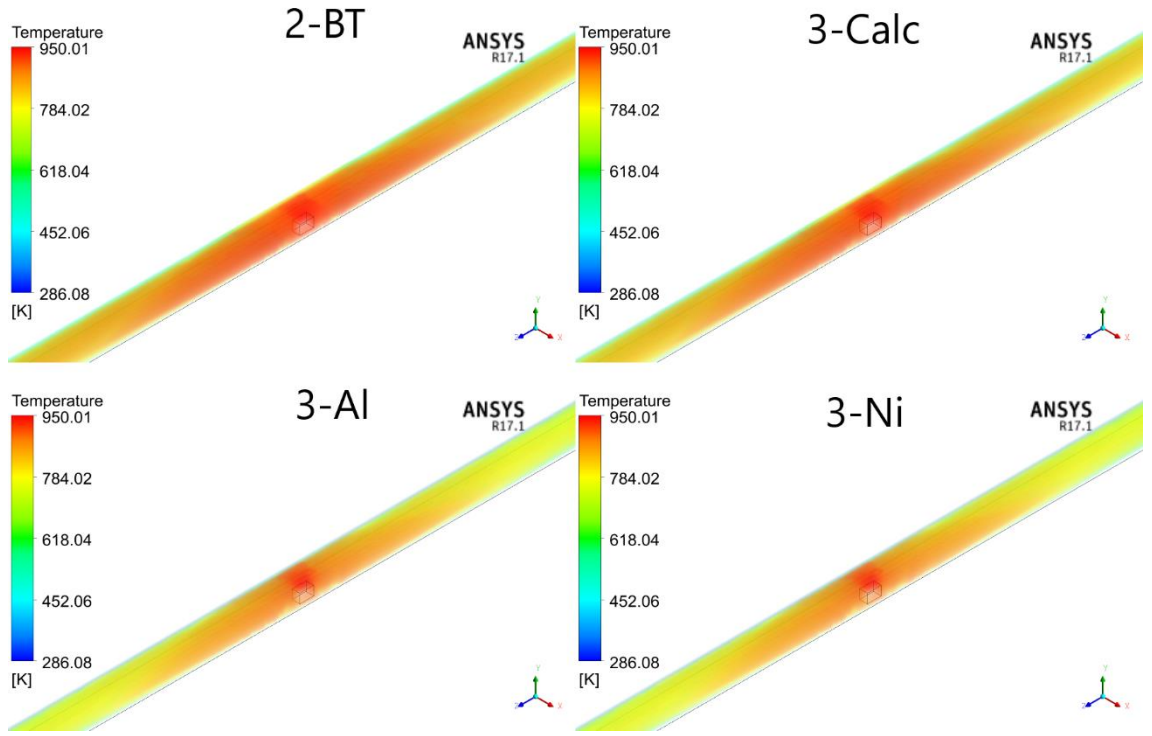 2-BT
Temperature
950.01
784.02
618.04
452.06
286.08
[K]
ANSYS
R17.1
Y
Z
X
3-Calc
Temperature
950.01
784.02
618.04
452.06
286.08
[K]
ANSYS
R17.1
Y
Z
X
3-Al
Temperature
950.01
784.02
618.04
452.06
286.08
[K]
ANSYS
R17.1
Y
Z
X
3-Ni
Temperature
950.01
784.02
618.04
452.06
286.08
[K]
ANSYS
R17.1
Y
Z
X